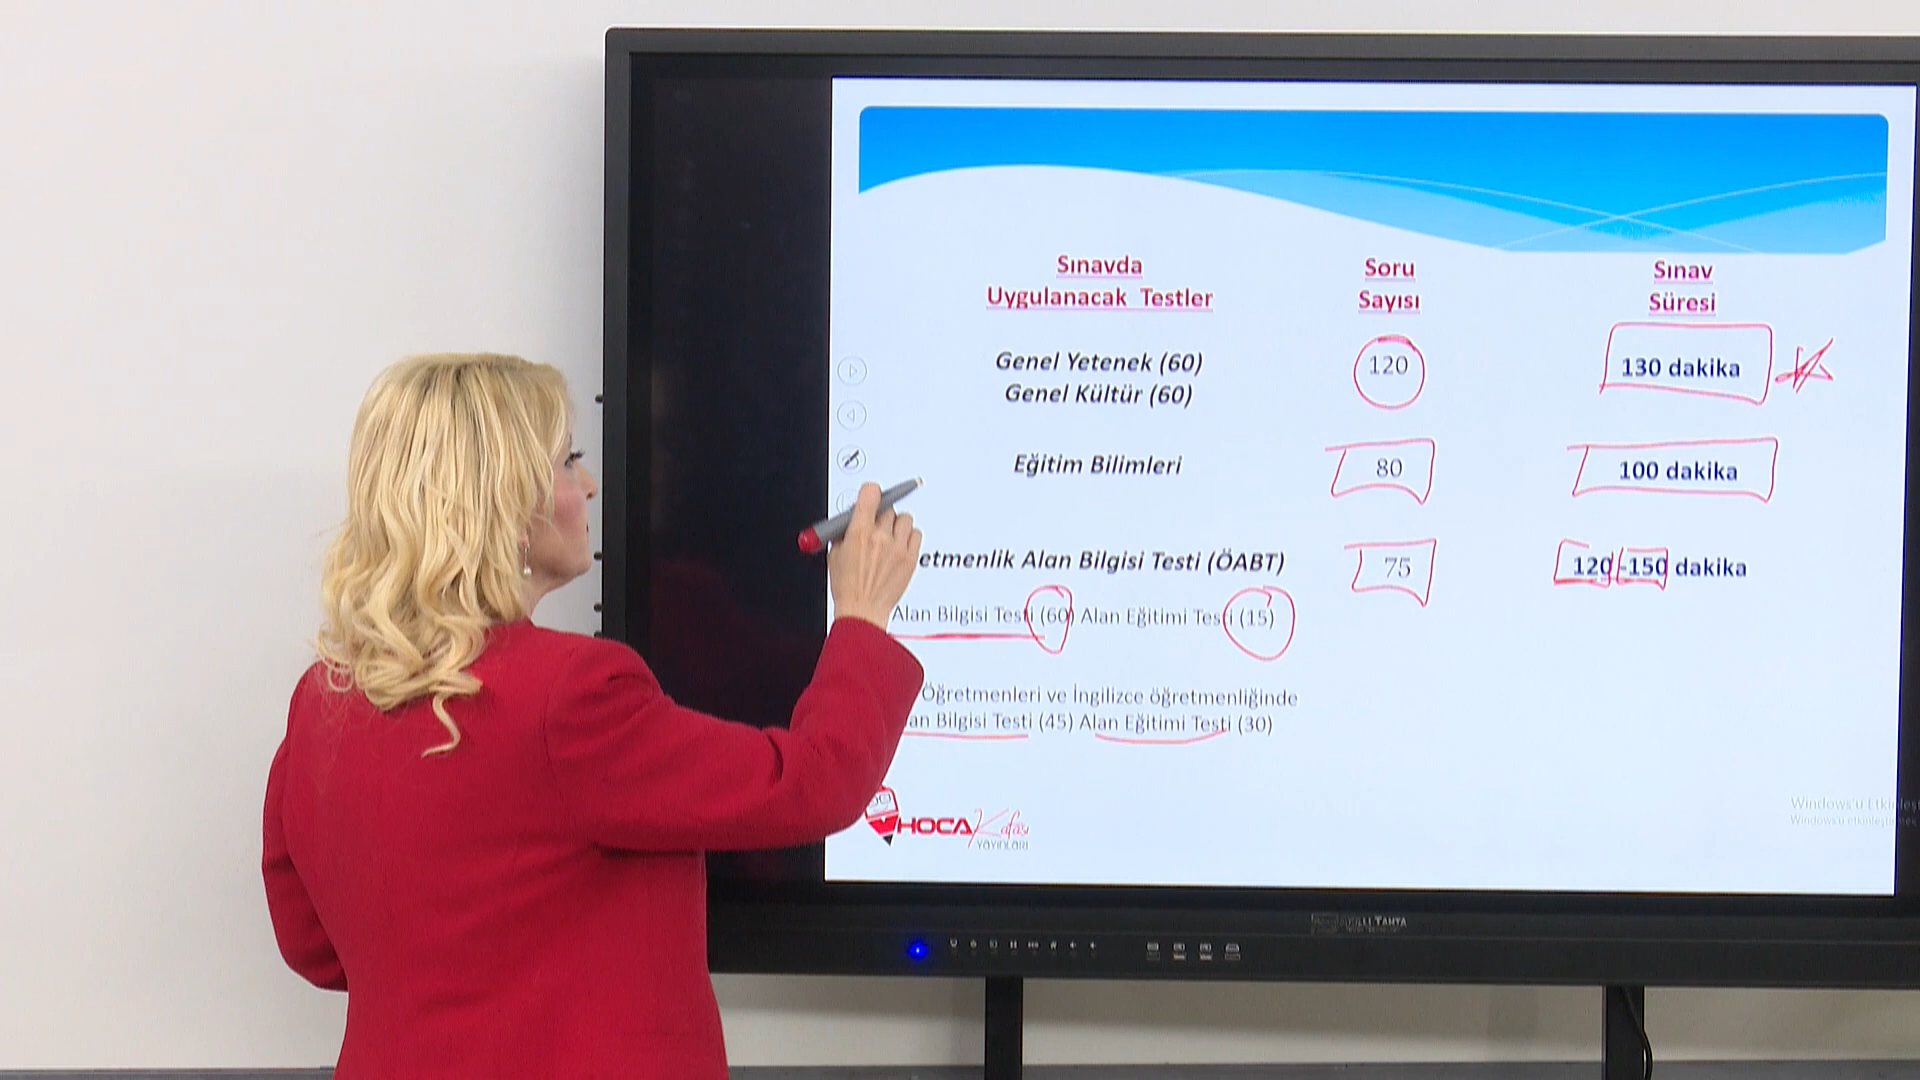 Sınavda
Uygulanacak Testler
Soru
Sayısı
Sınav
Süresi
Genel Yetenek (60)
Genel Kültür (60)
120
130 dakika
Eğitim Bilimleri
80
100 dakika
etmenlik Alan Bilgisi Testi (ÖABT)
75
120-150 dakika
Alan Bilgisi Testi (60) Alan Eğitimi Testi (15)
Öğretmenleri ve İngilizce öğretmenliğinde
an Bilgisi Testi (45) Alan Eğitimi Testi (30)
HOCA Kafası
YAYINLARI
Windows'u Etkinleşt